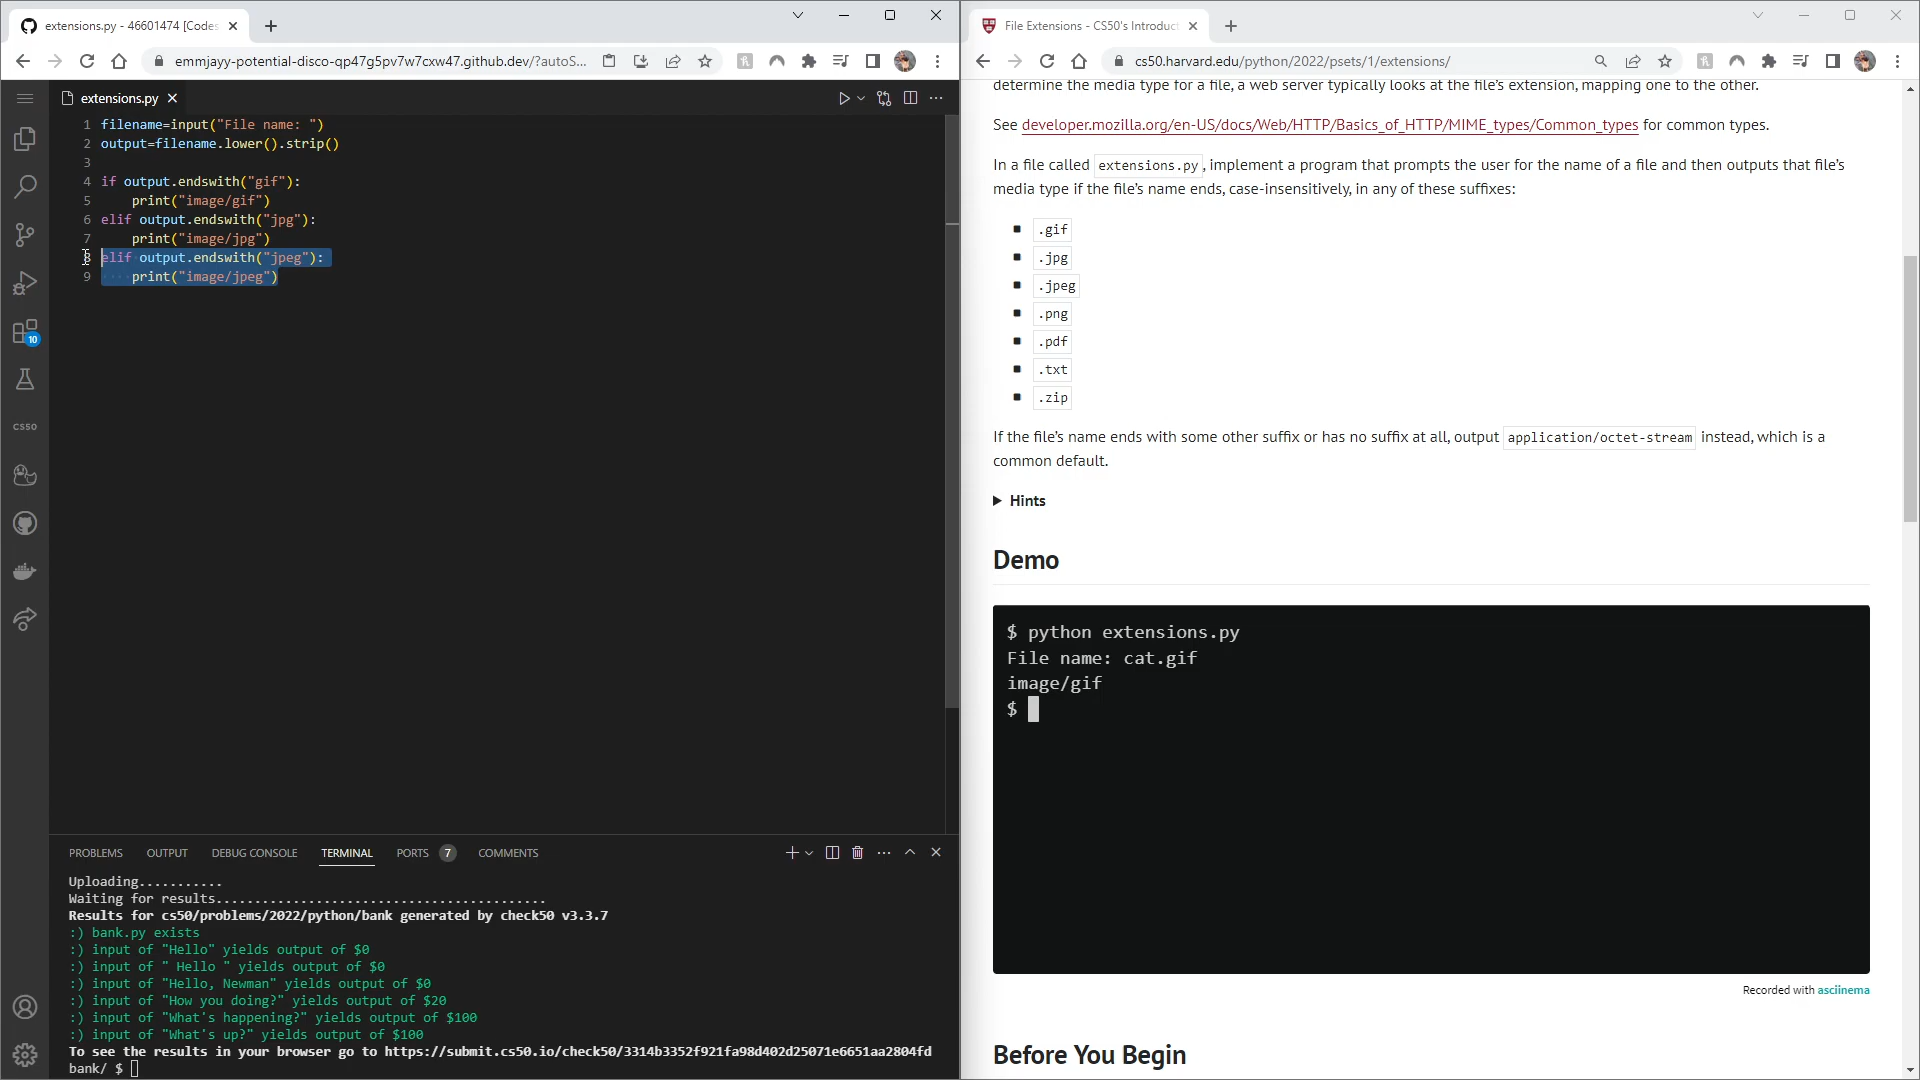 extensions.py - 46601474 [Codes
emmjayy-potential-disco-qp47g5pv7w7cxw47.github.dev/?autoS...
extensions.py
1 filename=input("File name: ")
2 output=filename.lower().strip()
3
4 if output.endswith("gif"):
5 print("image/gif")
6 elif output.endswith("jpg"):
7 print("image/jpg")
8 elif output.endswith("jpeg"):
9 print("image/jpeg")
10
CS50
PROBLEMS OUTPUT DEBUG CONSOLE TERMINAL PORTS 7 COMMENTS
Uploading...........
Waiting for results..........................................
Results for cs50/problems/2022/python/bank generated by check50 v3.3.7
:) bank.py exists
:) input of "Hello" yields output of $0
:) input of " Hello " yields output of $0
:) input of "Hello, Newman" yields output of $0
:) input of "How you doing?" yields output of $20
:) input of "What's happening?" yields output of $100
:) input of "What's up?" yields output of $100
To see the results in your browser go to https://submit.cs50.io/check50/3314b3352f921fa98d402d25071e6651aa2804fd
bank/ $
File Extensions - CS50's Introduc
cs50.harvard.edu/python/2022/psets/1/extensions/
determine the media type for a file, a web server typically looks at the file’s extension, mapping one to the other.
See developer.mozilla.org/en-US/docs/Web/HTTP/Basics_of_HTTP/MIME_types/Common_types for common types.
In a file called extensions.py, implement a program that prompts the user for the name of a file and then outputs that file’s
media type if the file’s name ends, case-insensitively, in any of these suffixes:
.gif
.jpg
.jpeg
.png
.pdf
.txt
.zip
If the file’s name ends with some other suffix or has no suffix at all, output application/octet-stream instead, which is a
common default.
Hints
Demo
$ python extensions.py
File name: cat.gif
image/gif
$
Recorded with asciinema
Before You Begin